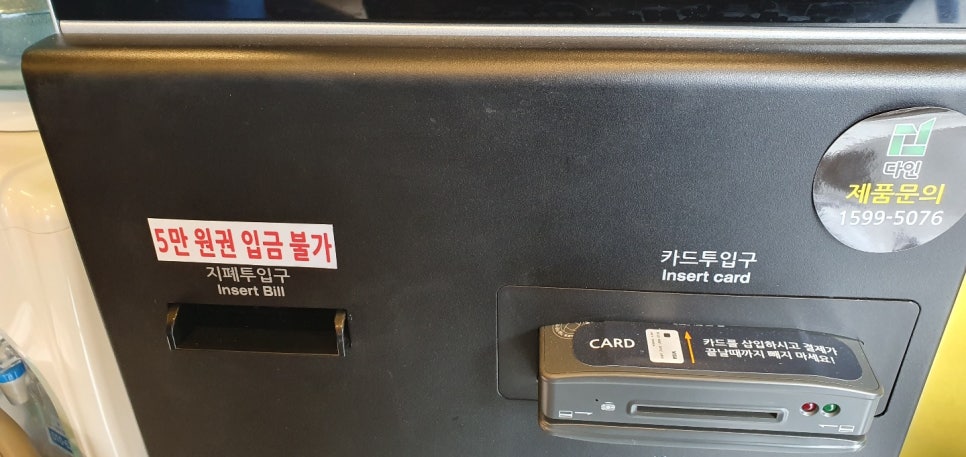 5만 원권 입금 불가
지폐투입구
Insert Bill
다인
제품문의
1599-5076
카드투입구
Insert card
CARD
VISA
카드를 삽입하시고 결제가
끝날때까지 빼지 마세요!